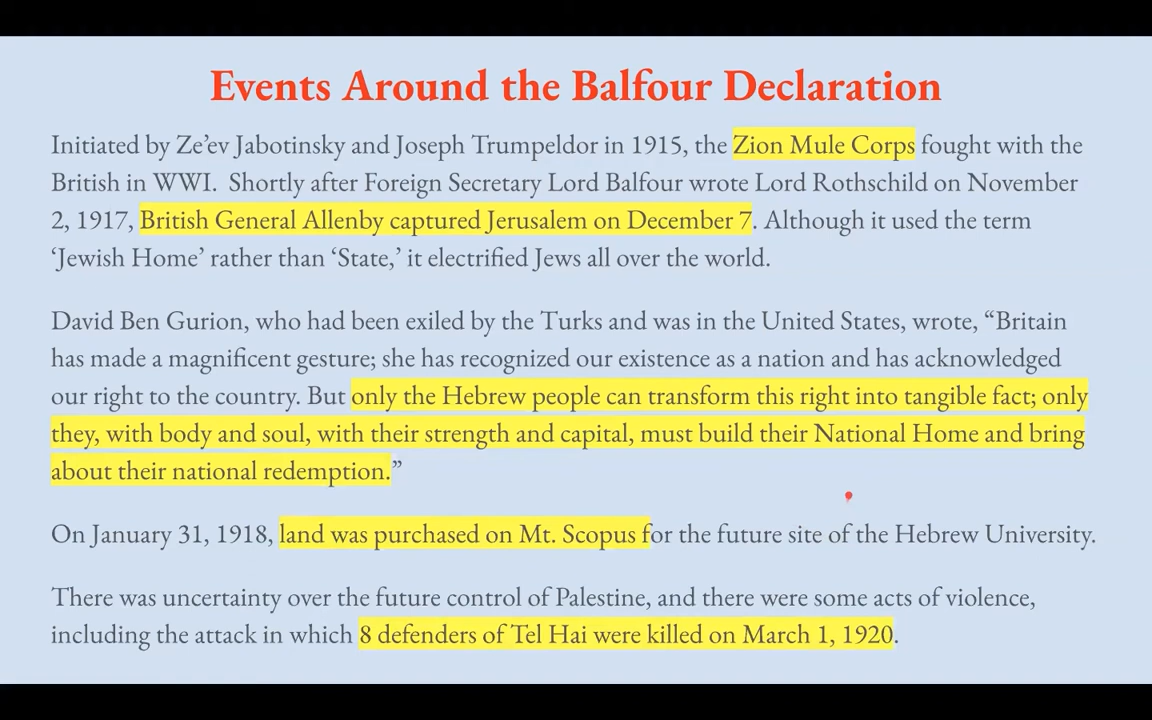 Events Around the Balfour Declaration
Initiated by Ze’ev Jabotinsky and Joseph Trumpeldor in 1915, the Zion Mule Corps fought with the
British in WWI.  Shortly after Foreign Secretary Lord Balfour wrote Lord Rothschild on November
2, 1917, British General Allenby captured Jerusalem on December 7. Although it used the term
‘Jewish Home’ rather than ‘State,’ it electrified Jews all over the world.
David Ben Gurion, who had been exiled by the Turks and was in the United States, wrote, “Britain
has made a magnificent gesture; she has recognized our existence as a nation and has acknowledged
our right to the country. But only the Hebrew people can transform this right into tangible fact; only
they, with body and soul, with their strength and capital, must build their National Home and bring
about their national redemption.”
On January 31, 1918, land was purchased on Mt. Scopus for the future site of the Hebrew University.
There was uncertainty over the future control of Palestine, and there were some acts of violence,
including the attack in which 8 defenders of Tel Hai were killed on March 1, 1920.